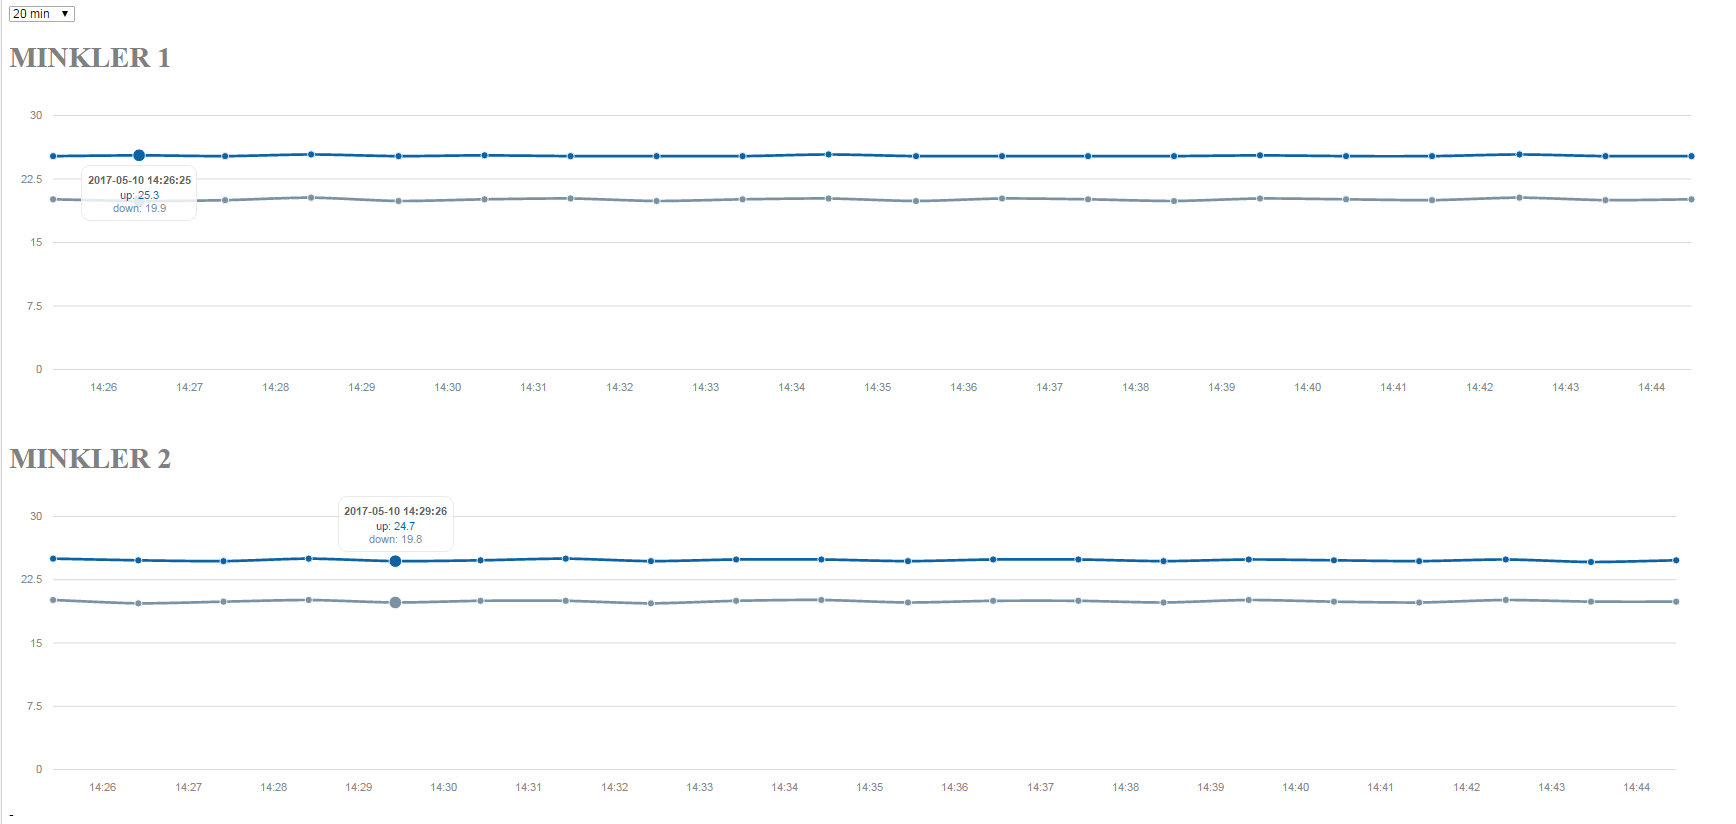 20 min ▼
MINKLER 1
30
22.5
15
7.5
0
2017-05-10 14:26:25
up: 25.3
down: 19.9
14:26 14:27 14:28 14:29 14:30 14:31 14:32 14:33 14:34 14:35 14:36 14:37 14:38 14:39 14:40 14:41 14:42 14:43 14:44
MINKLER 2
30
22.5
15
7.5
0
2017-05-10 14:29:26
up: 24.7
down: 19.8
14:26 14:27 14:28 14:29 14:30 14:31 14:32 14:33 14:34 14:35 14:36 14:37 14:38 14:39 14:40 14:41 14:42 14:43 14:44
-